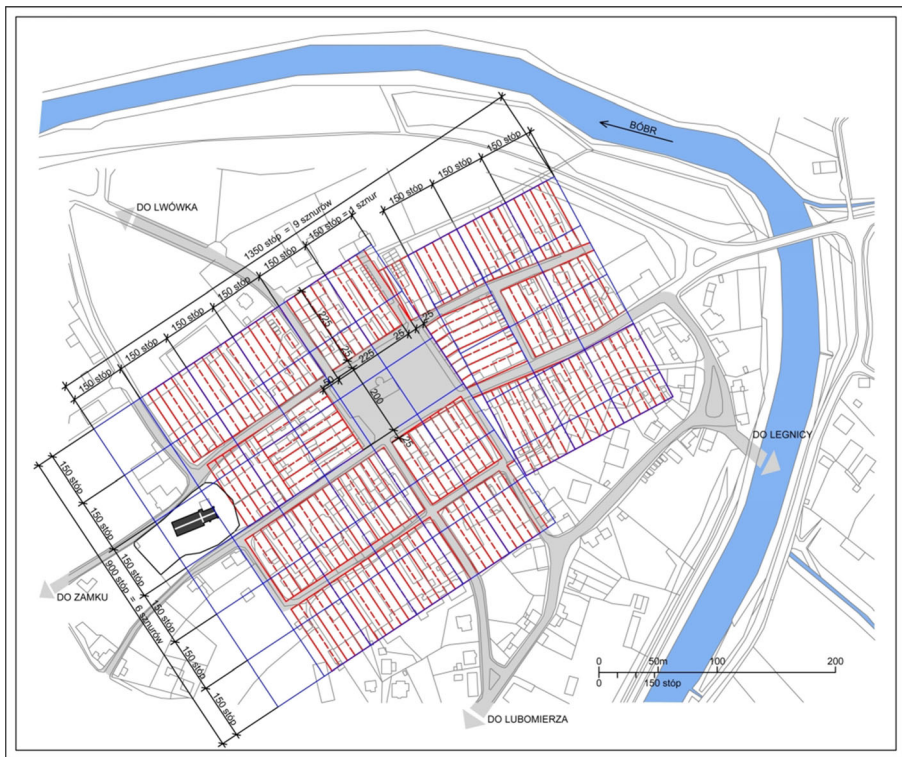 BÓBR
DO LWÓWKA
1350 stóp = 9 sznurów
150 stóp
150 stóp
150 stóp
150 stóp
150 stóp = 1 sznur
150 stóp
150 stóp
150 stóp
150 stóp
150 stóp
225
25
50
225
25
25
200
25
DO LEGNICY
150 stóp
150 stóp
150 stóp
150 stóp
150 stóp
150 stóp
900 stóp = 6 sznurów
DO ZAMKU
DO LUBOMIERZA
0 50m 100 200
0 150 stóp